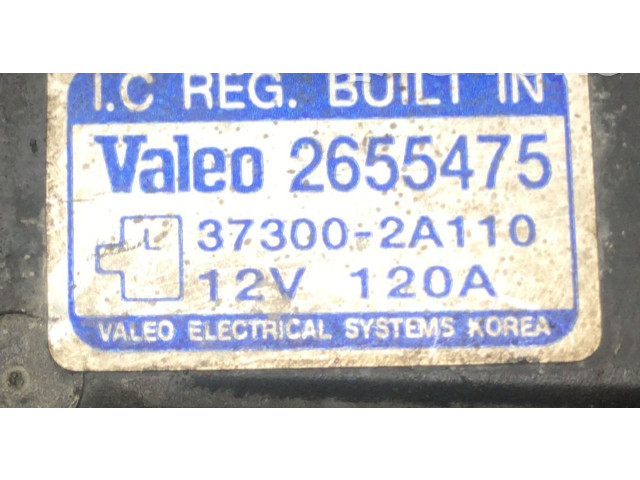 I.C REG. BUILT IN
Valeo 2655475
37300-2A110
12V 120A
VALEO ELECTRICAL SYSTEMS KOREA